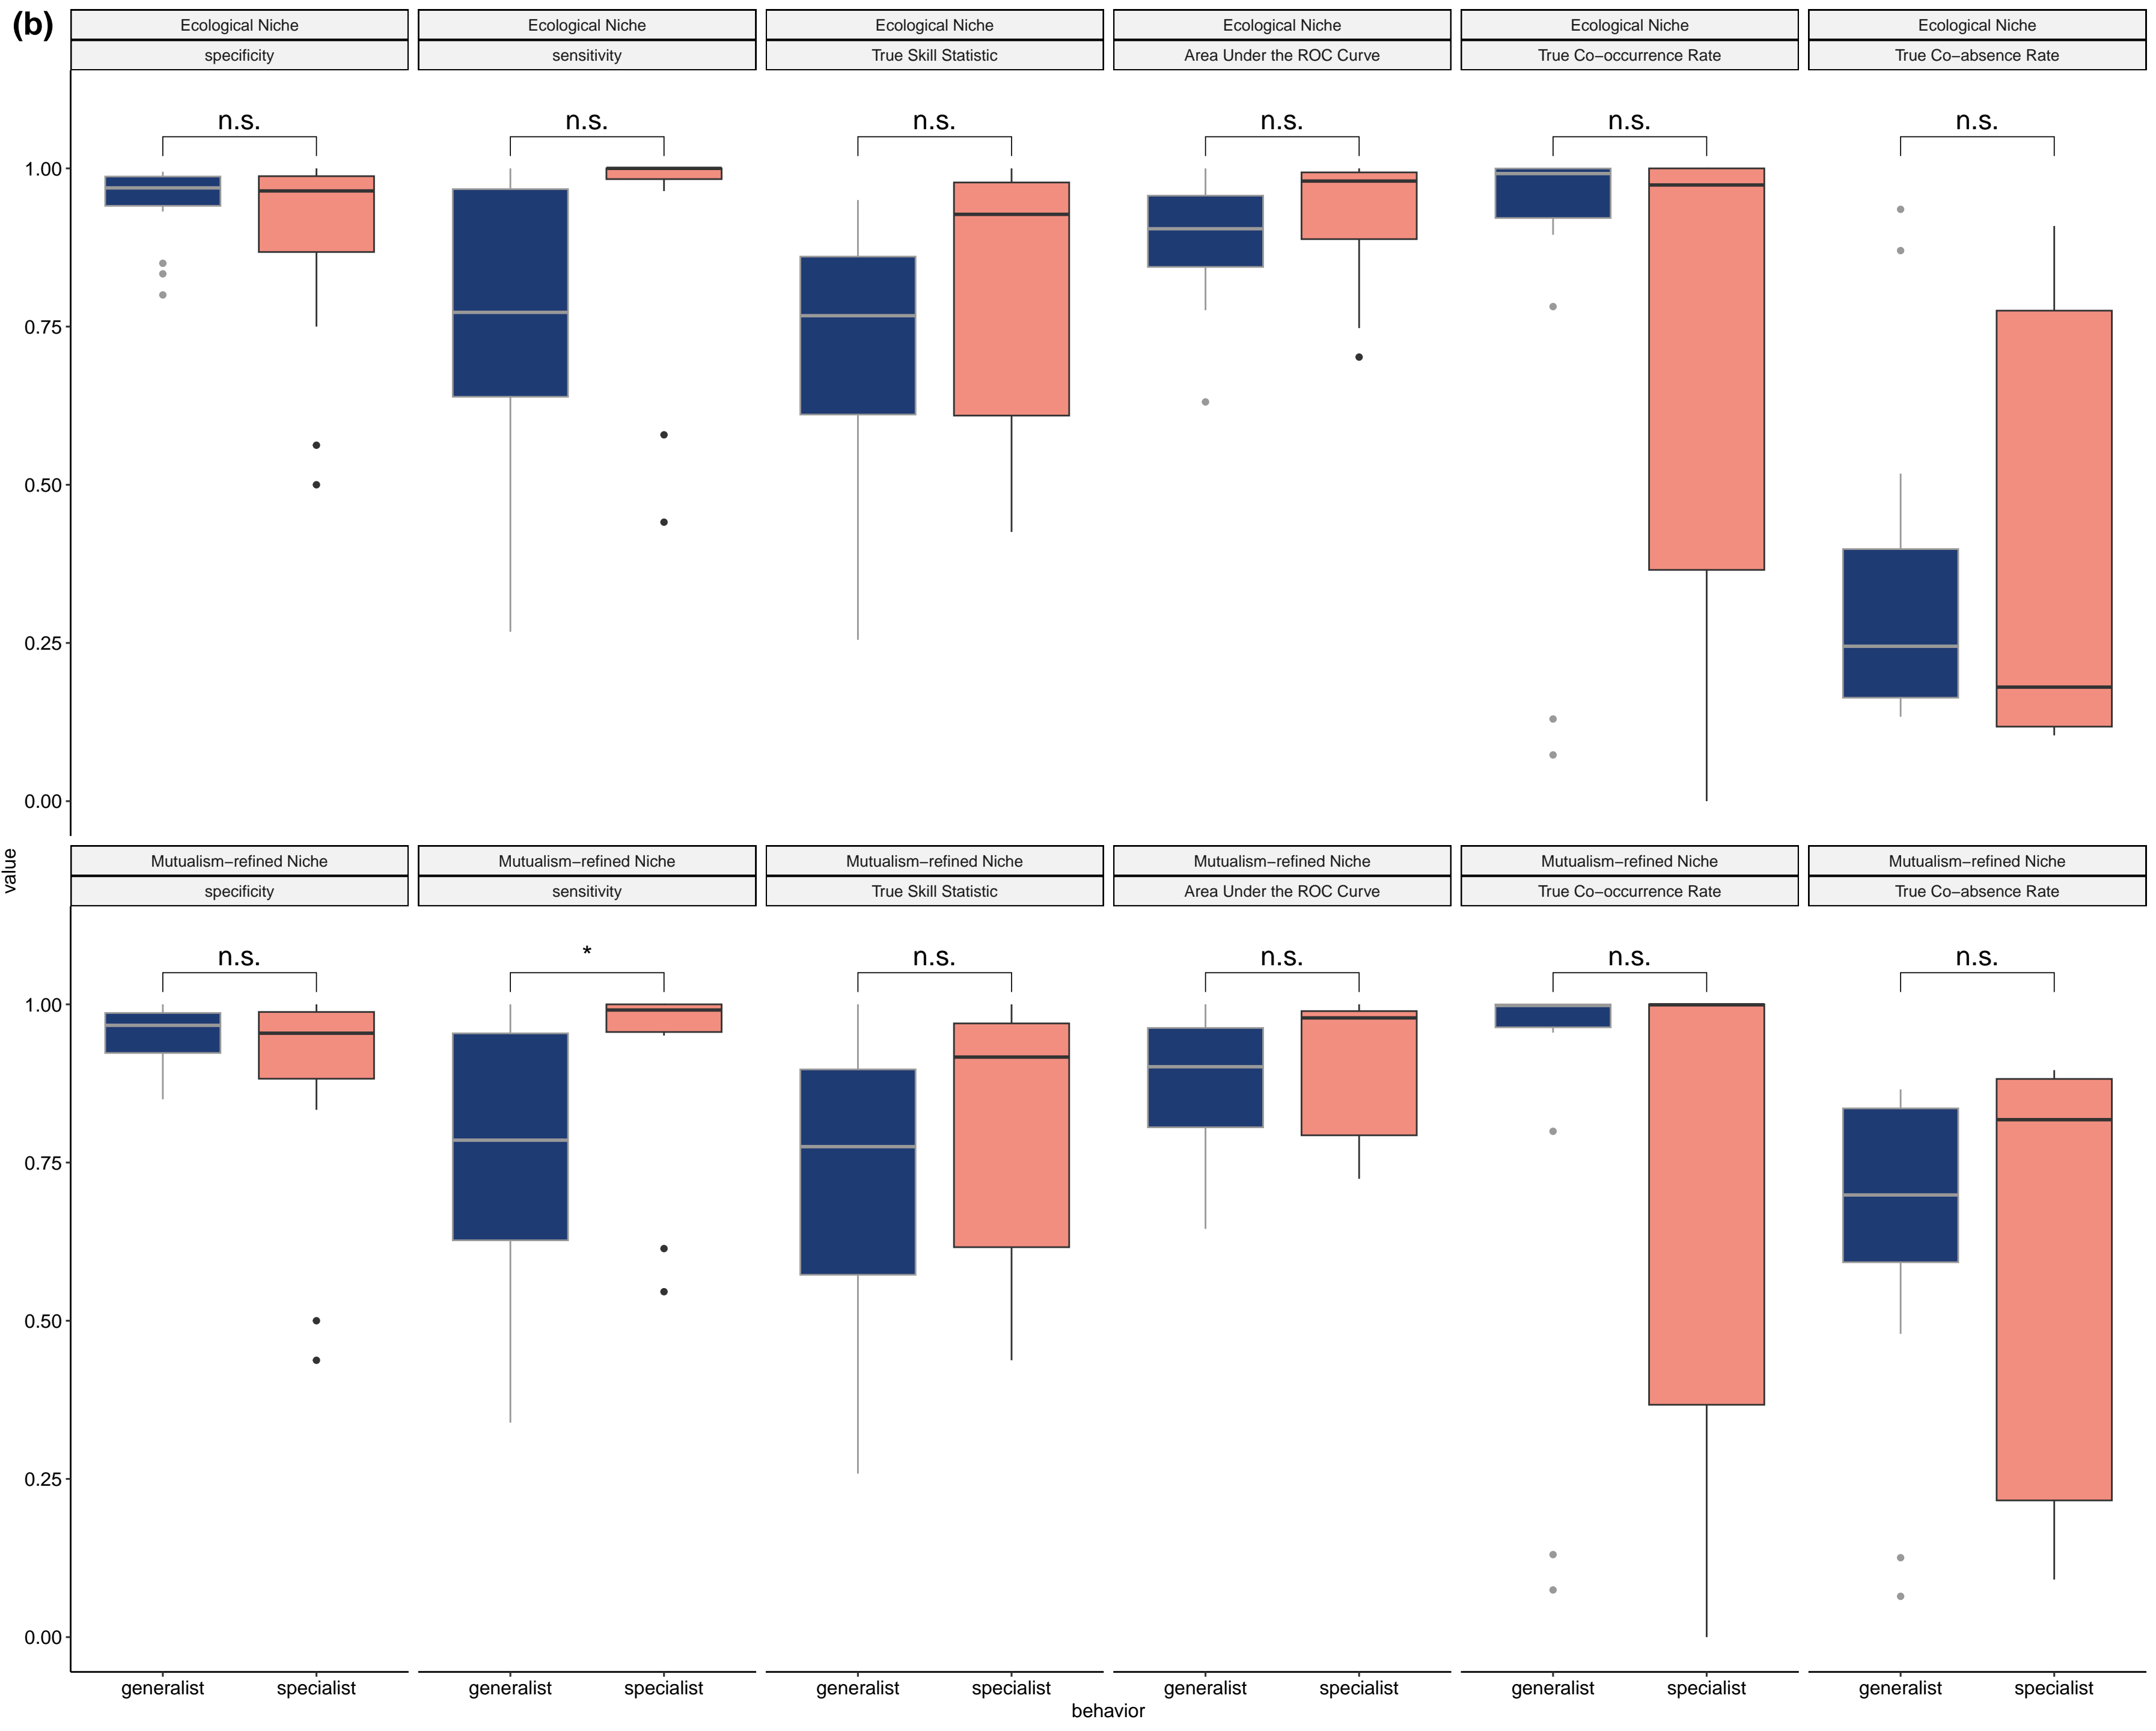 (b)
Ecological Niche Ecological Niche Ecological Niche Ecological Niche Ecological Niche Ecological Niche
specificity sensitivity True Skill Statistic Area Under the ROC Curve True Co−occurrence Rate True Co−absence Rate
n.s. n.s. n.s. n.s. n.s. n.s.
1.00
0.75
0.50
0.25
0.00
value
Mutualism−refined Niche Mutualism−refined Niche Mutualism−refined Niche Mutualism−refined Niche Mutualism−refined Niche Mutualism−refined Niche
specificity sensitivity True Skill Statistic Area Under the ROC Curve True Co−occurrence Rate True Co−absence Rate
n.s. * n.s. n.s. n.s. n.s.
1.00
0.75
0.50
0.25
0.00
generalist specialist generalist specialist generalist specialist generalist specialist generalist specialist generalist specialist
behavior